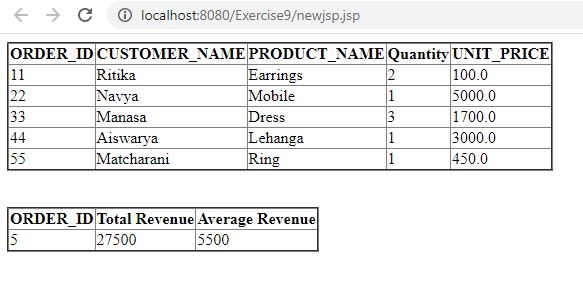 localhost:8080/Exercise9/newjsp.jsp
ORDER_ID CUSTOMER_NAME PRODUCT_NAME Quantity UNIT_PRICE
11 Ritika Earrings 2 100.0
22 Navya Mobile 1 5000.0
33 Manasa Dress 3 1700.0
44 Aiswarya Lehanga 1 3000.0
55 Matcharani Ring 1 450.0
ORDER_ID Total Revenue Average Revenue
5 27500 5500